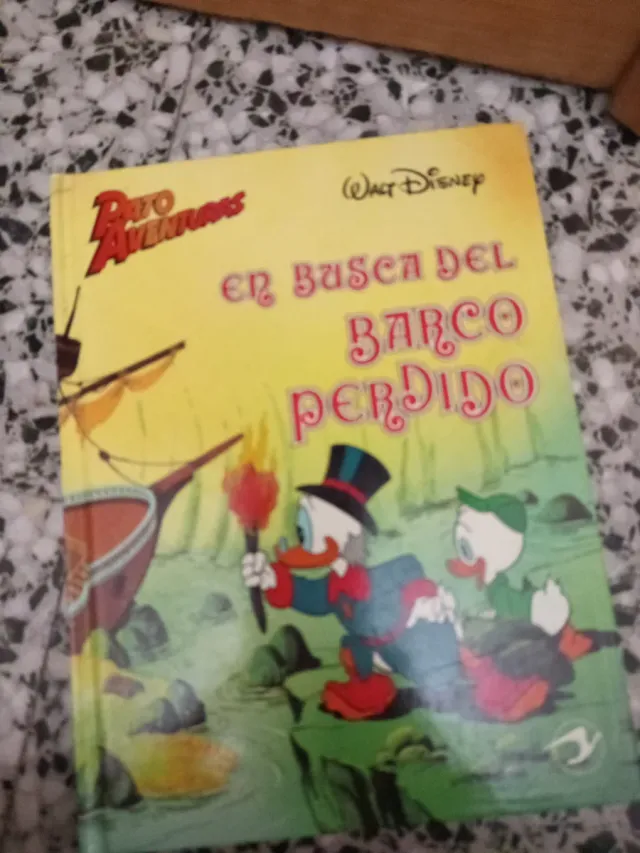 PATO
AVENTURAS
WALT DISNEY
EN BUSCA DEL
BARCO
PERDIDO